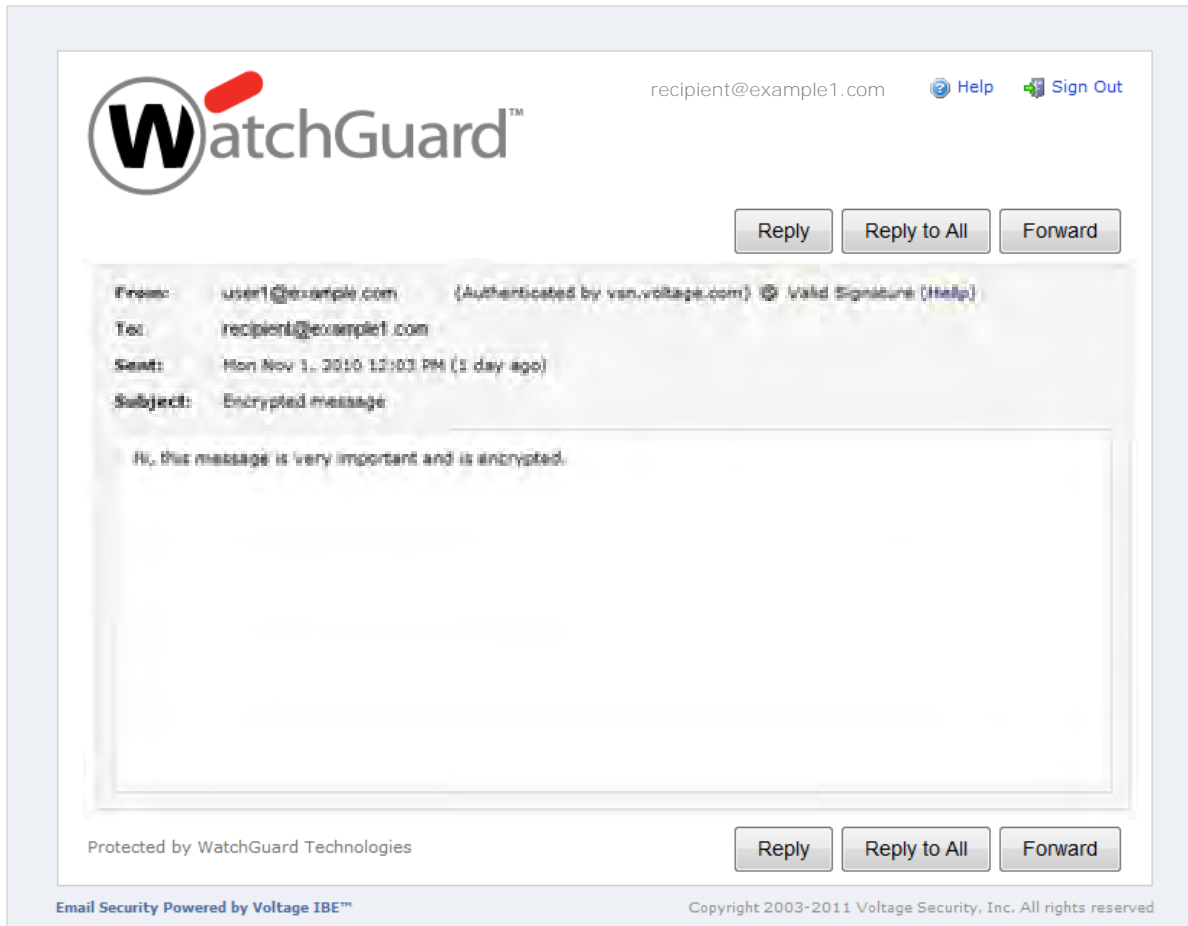 WatchGuard™
recipient@example1.com Help Sign Out
Reply Reply to All Forward
From: user1@example.com (Authenticated by vsn.voltage.com) Valid Signature (Help)
To: recipient@example1.com
Sent: Mon Nov 1, 2010 12:03 PM (1 day ago)
Subject: Encrypted message
Hi, this message is very important and is encrypted.
Protected by WatchGuard Technologies Reply Reply to All Forward
Email Security Powered by Voltage IBE™ Copyright 2003-2011 Voltage Security, Inc. All rights reserved